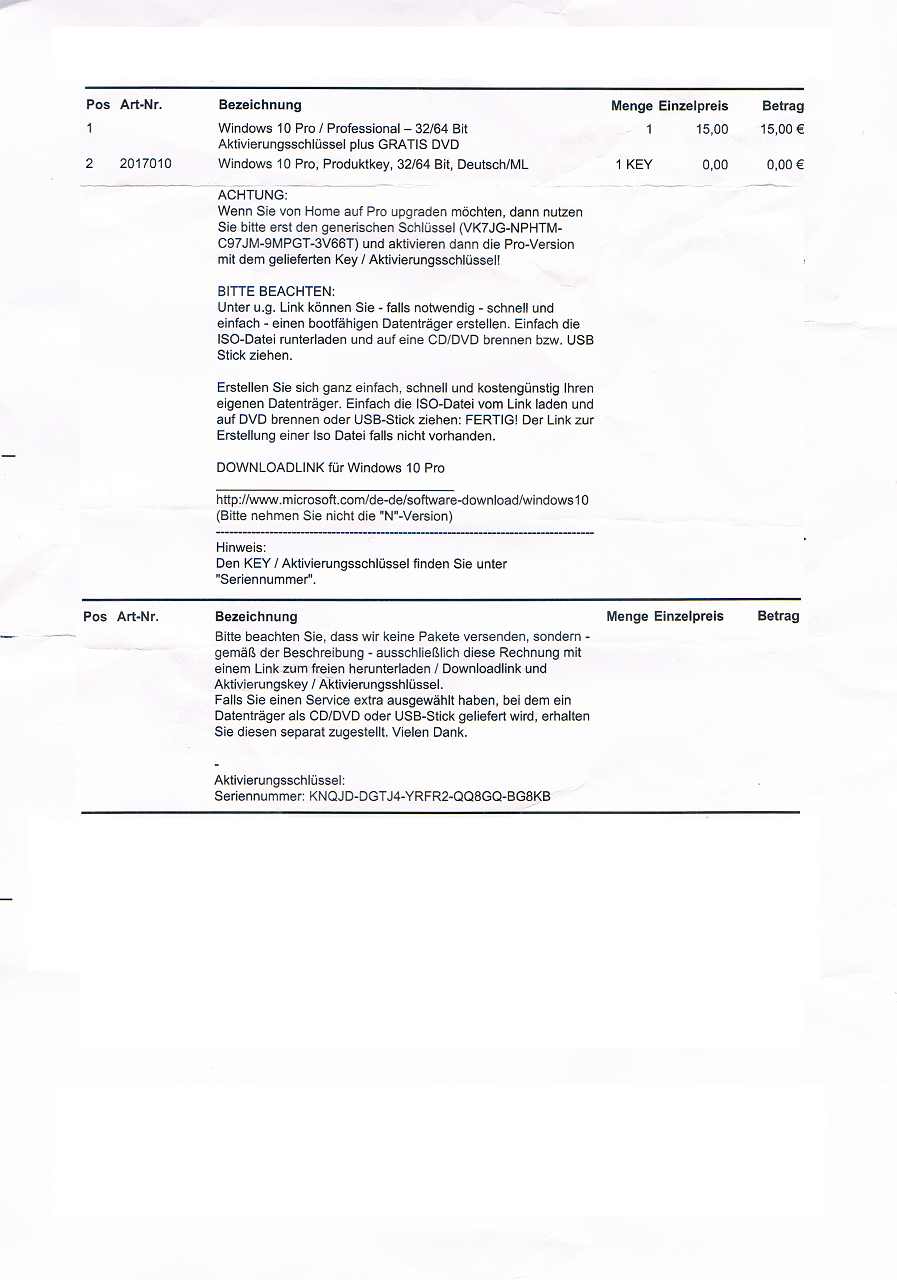 Pos Art-Nr. Bezeichnung Menge Einzelpreis Betrag
1 Windows 10 Pro / Professional – 32/64 Bit 1 15,00 15,00 €
Aktivierungsschlüssel plus GRATIS DVD
2 2017010 Windows 10 Pro, Produktkey, 32/64 Bit, Deutsch/ML 1 KEY 0,00 0,00 €
ACHTUNG:
Wenn Sie von Home auf Pro upgraden möchten, dann nutzen
Sie bitte erst den generischen Schlüssel (VK7JG-NPHTM-
C97JM-9MPGT-3V66T) und aktivieren dann die Pro-Version
mit dem gelieferten Key / Aktivierungsschlüssel!
BITTE BEACHTEN:
Unter u.g. Link können Sie - falls notwendig - schnell und
einfach - einen bootfähigen Datenträger erstellen. Einfach die
ISO-Datei runterladen und auf eine CD/DVD brennen bzw. USB
Stick ziehen.
Erstellen Sie sich ganz einfach, schnell und kostengünstig Ihren
eigenen Datenträger. Einfach die ISO-Datei vom Link laden und
auf DVD brennen oder USB-Stick ziehen: FERTIG! Der Link zur
Erstellung einer Iso Datei falls nicht vorhanden.
DOWNLOADLINK für Windows 10 Pro
http://www.microsoft.com/de-de/software-download/windows10
(Bitte nehmen Sie nicht die "N"-Version)
Hinweis:
Den KEY / Aktivierungsschlüssel finden Sie unter
"Seriennummer".
Pos Art-Nr. Bezeichnung Menge Einzelpreis Betrag
Bitte beachten Sie, dass wir keine Pakete versenden, sondern -
gemäß der Beschreibung - ausschließlich diese Rechnung mit
einem Link zum freien herunterladen / Downloadlink und
Aktivierungskey / Aktivierungsshlüssel.
Falls Sie einen Service extra ausgewählt haben, bei dem ein
Datenträger als CD/DVD oder USB-Stick geliefert wird, erhalten
Sie diesen separat zugestellt. Vielen Dank.
-
Aktivierungsschlüssel:
Seriennummer: KNQJD-DGTJ4-YRFR2-QQ8GQ-BG8KB